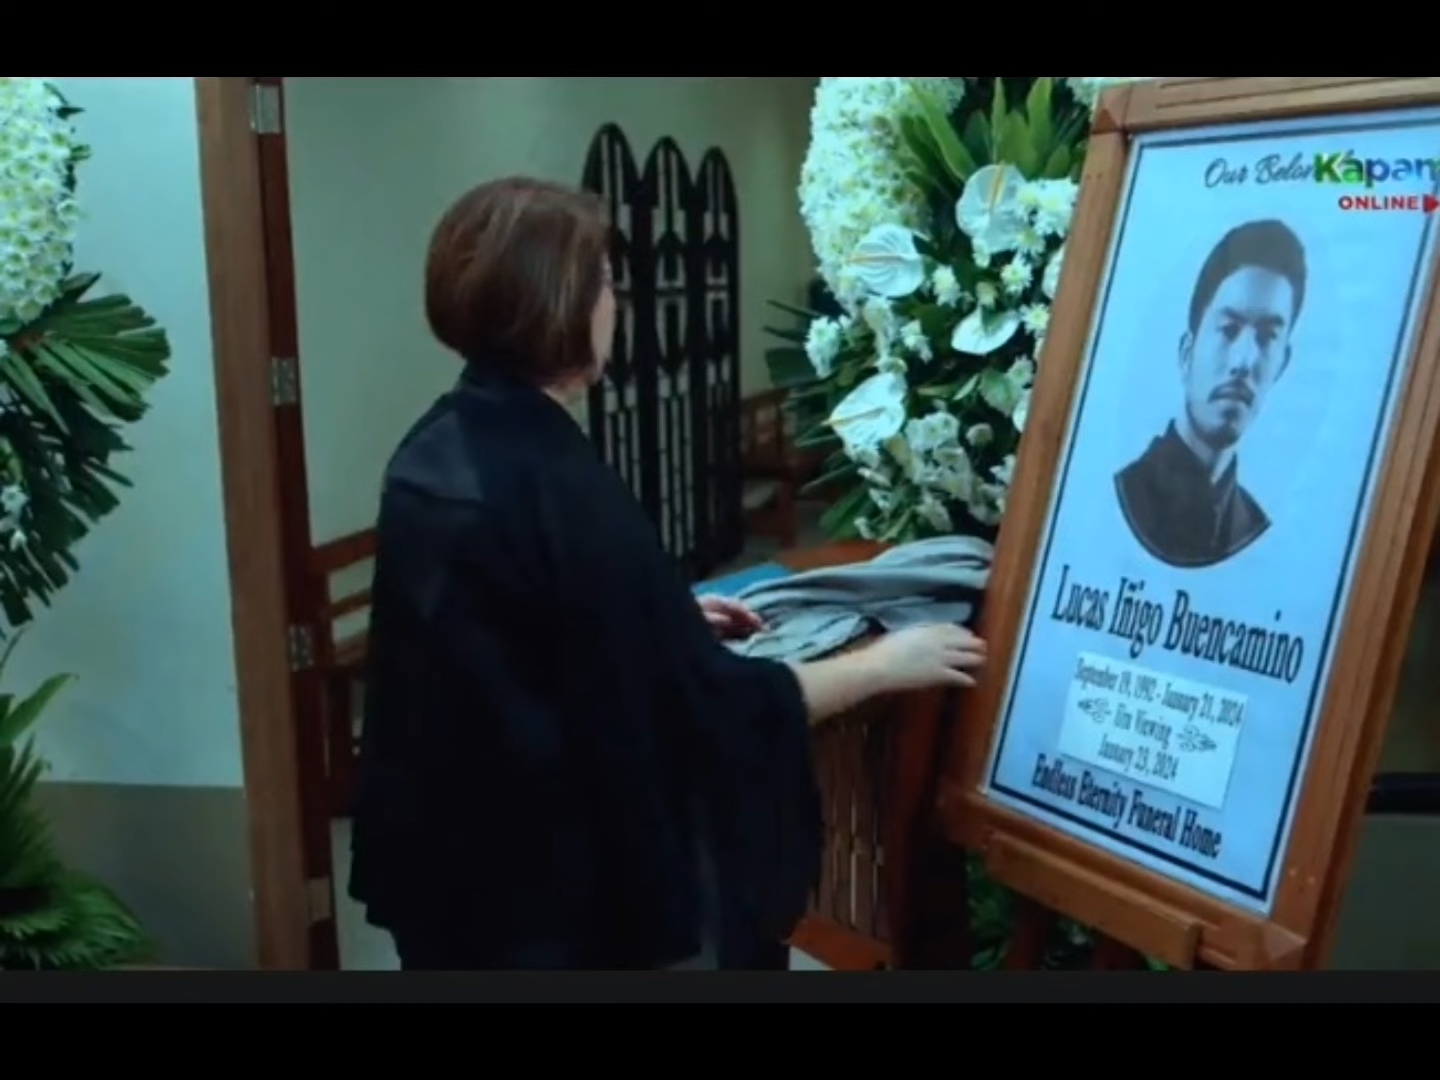 Our Belo
Kapam
ONLINE
Lucas Iñigo Buencamino
September 19, 1992 - January 21, 2024
Urn Viewing
January 23, 2024
Endless Eternity Funeral Home